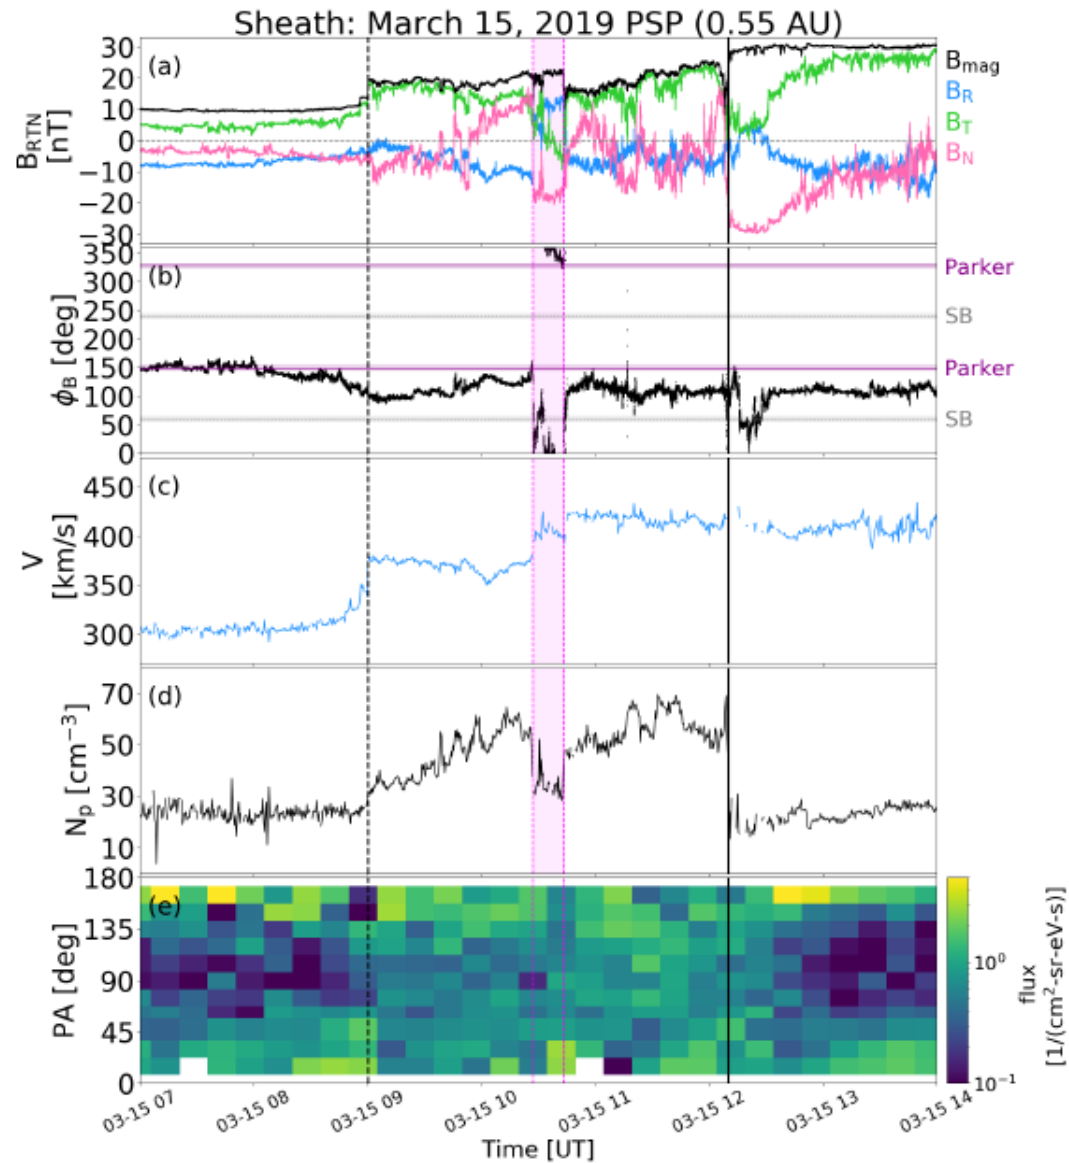 Sheath: March 15, 2019 PSP (0.55 AU)
(a)
30
20
10
0
−10
−20
−30
B_RTN
[nT]
B_mag
B_R
B_T
B_N
(b)
350
300
250
200
150
100
50
0
ϕ_B [deg]
Parker
SB
Parker
SB
(c)
450
400
350
300
V
[km/s]
(d)
70
50
30
10
N_p [cm⁻³]
(e)
180
135
90
45
0
PA [deg]
10⁰
10⁻¹
flux
[1/(cm²-sr-eV-s)]
03-15 07
03-15 08
03-15 09
03-15 10
03-15 11
03-15 12
03-15 13
03-15 14
Time [UT]